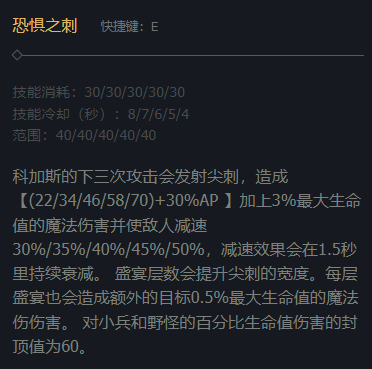 恐惧之刺 快捷键：E
技能消耗：30/30/30/30/30
技能冷却（秒）：8/7/6/5/4
范围：40/40/40/40/40
科加斯的下三次攻击会发射尖刺，造成
【(22/34/46/58/70)+30%AP 】加上3%最大生命
值的魔法伤害并使敌人减速
30%/35%/40%/45%/50%，减速效果会在1.5秒
里持续衰减。 盛宴层数会提升尖刺的宽度。每层
盛宴也会造成额外的目标0.5%最大生命值的魔法
伤伤害。 对小兵和野怪的百分比生命值伤害的封
顶值为60。